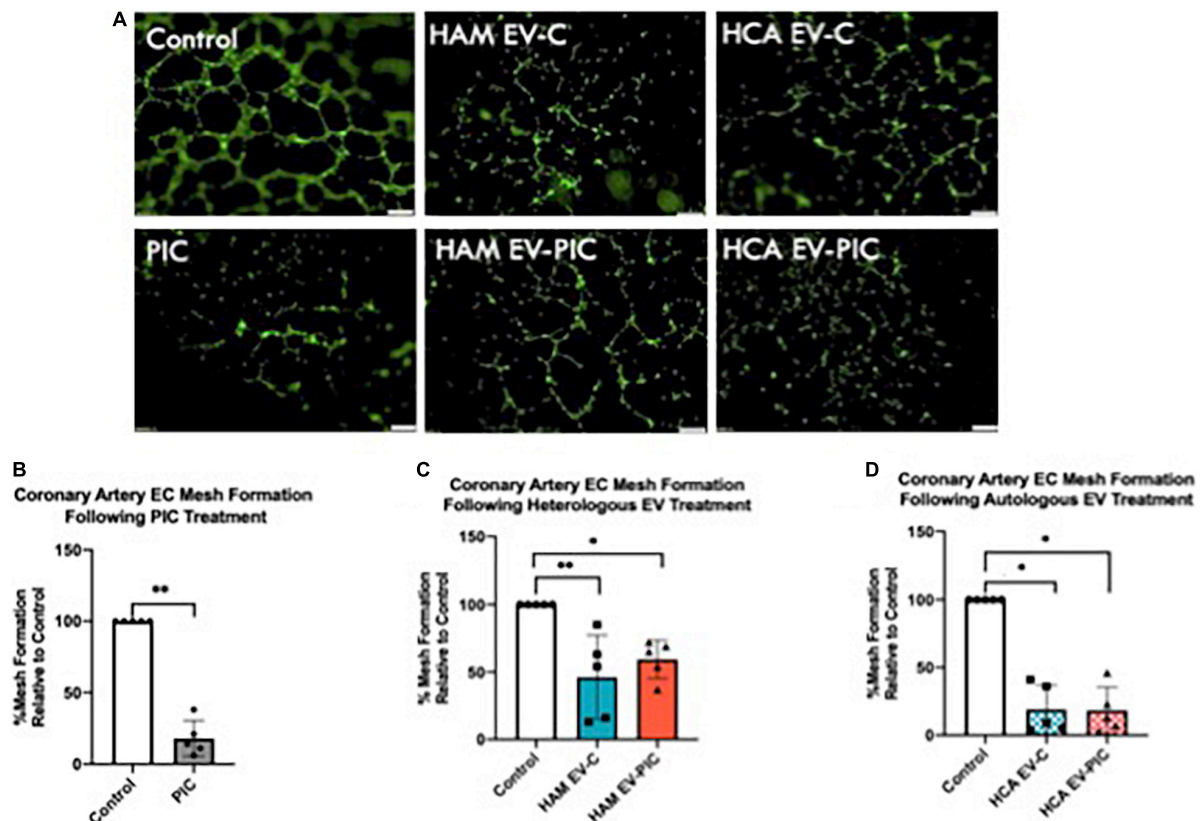 A
Control
HAM EV-C
HCA EV-C
PIC
HAM EV-PIC
HCA EV-PIC
B
Coronary Artery EC Mesh Formation
Following PIC Treatment
%Mesh Formation
Relative to Control
150
100
50
0
••
Control
PIC
C
Coronary Artery EC Mesh Formation
Following Heterologous EV Treatment
% Mesh Formation
Relative to Control
150
100
50
0
•
••
Control
HAM EV-C
HAM EV-PIC
D
Coronary Artery EC Mesh Formation
Following Autologous EV Treatment
%Mesh Formation
Relative to Control
150
100
50
0
•
•
Control
HCA EV-C
HCA EV-PIC